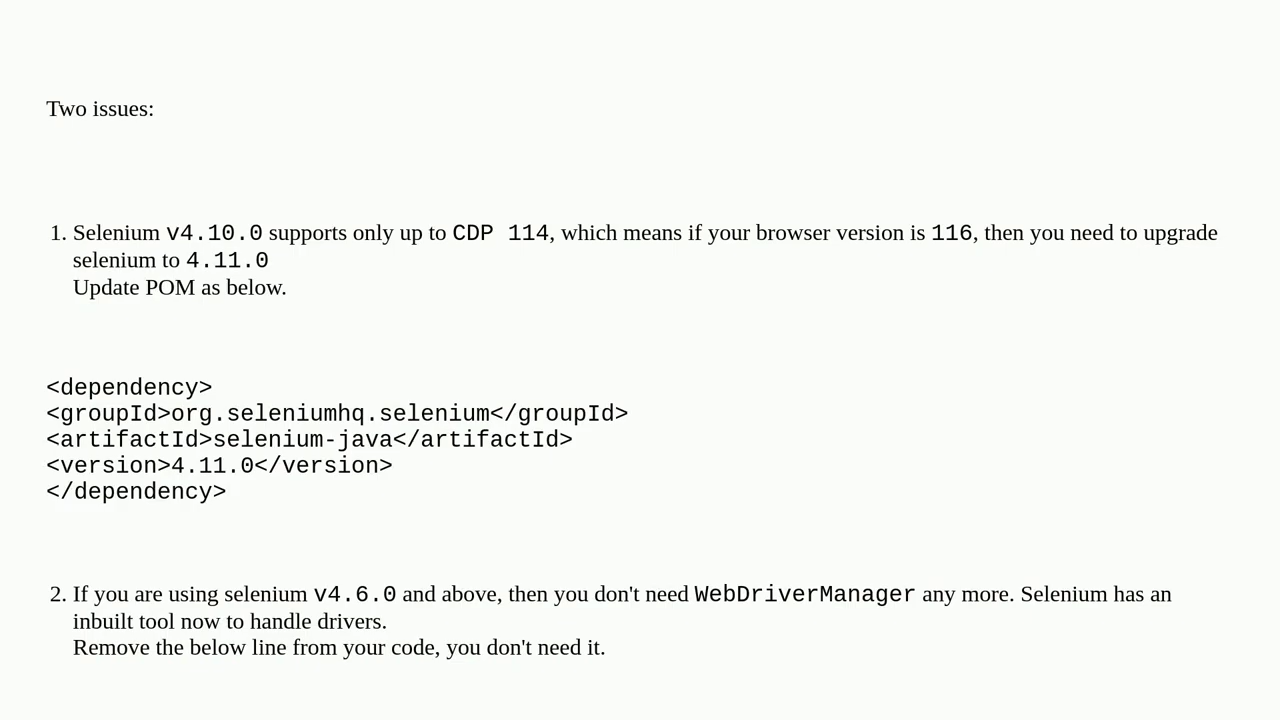 Two issues:
1. Selenium v4.10.0 supports only up to CDP 114, which means if your browser version is 116, then you need to upgrade
selenium to 4.11.0
Update POM as below.
<dependency>
<groupId>org.seleniumhq.selenium</groupId>
<artifactId>selenium-java</artifactId>
<version>4.11.0</version>
</dependency>
2. If you are using selenium v4.6.0 and above, then you don't need WebDriverManager any more. Selenium has an
inbuilt tool now to handle drivers.
Remove the below line from your code, you don't need it.